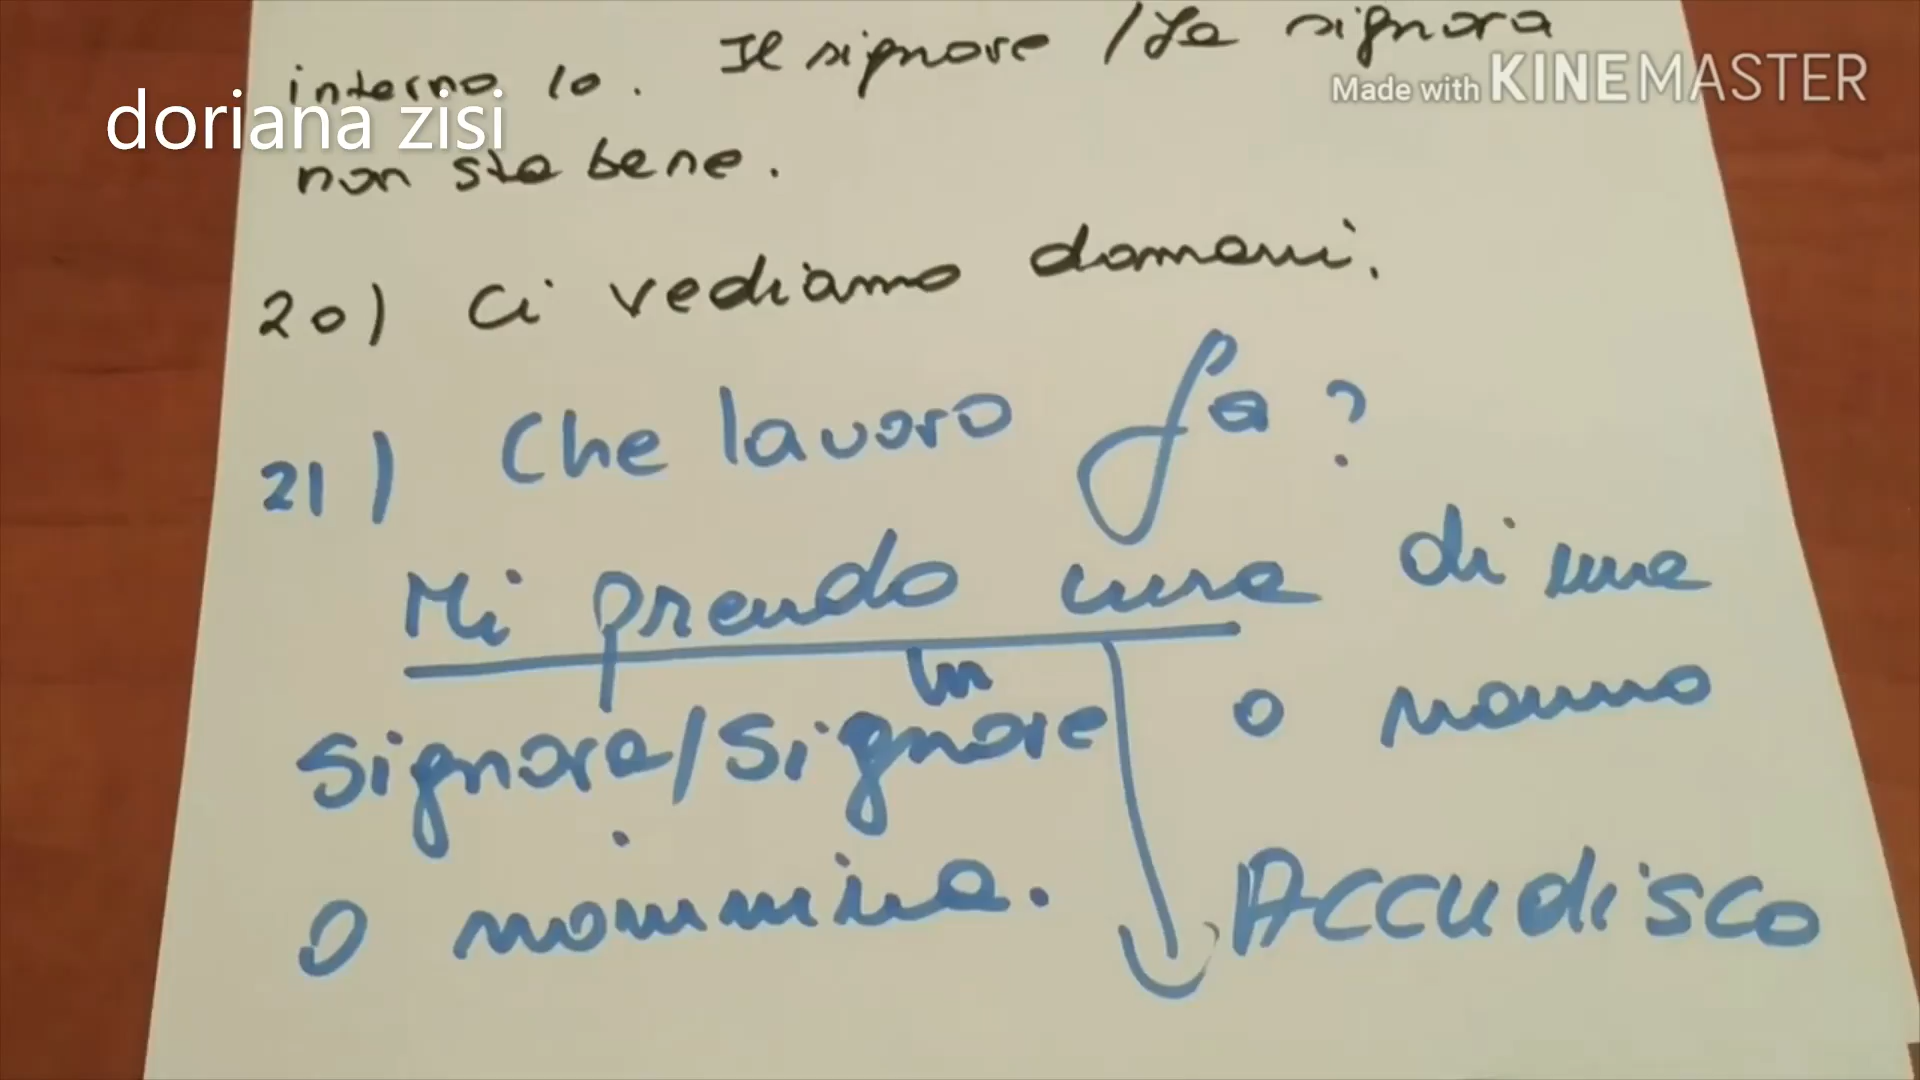 Il signore / La signora
interno 10.
Made with KINEMASTER
doriana zisi
non sta bene.
20) Ci vediamo domani.
21) Che lavoro fa?
Mi prendo cura di una
un
signora/signore o nonno
o nonnina.
Accudisco